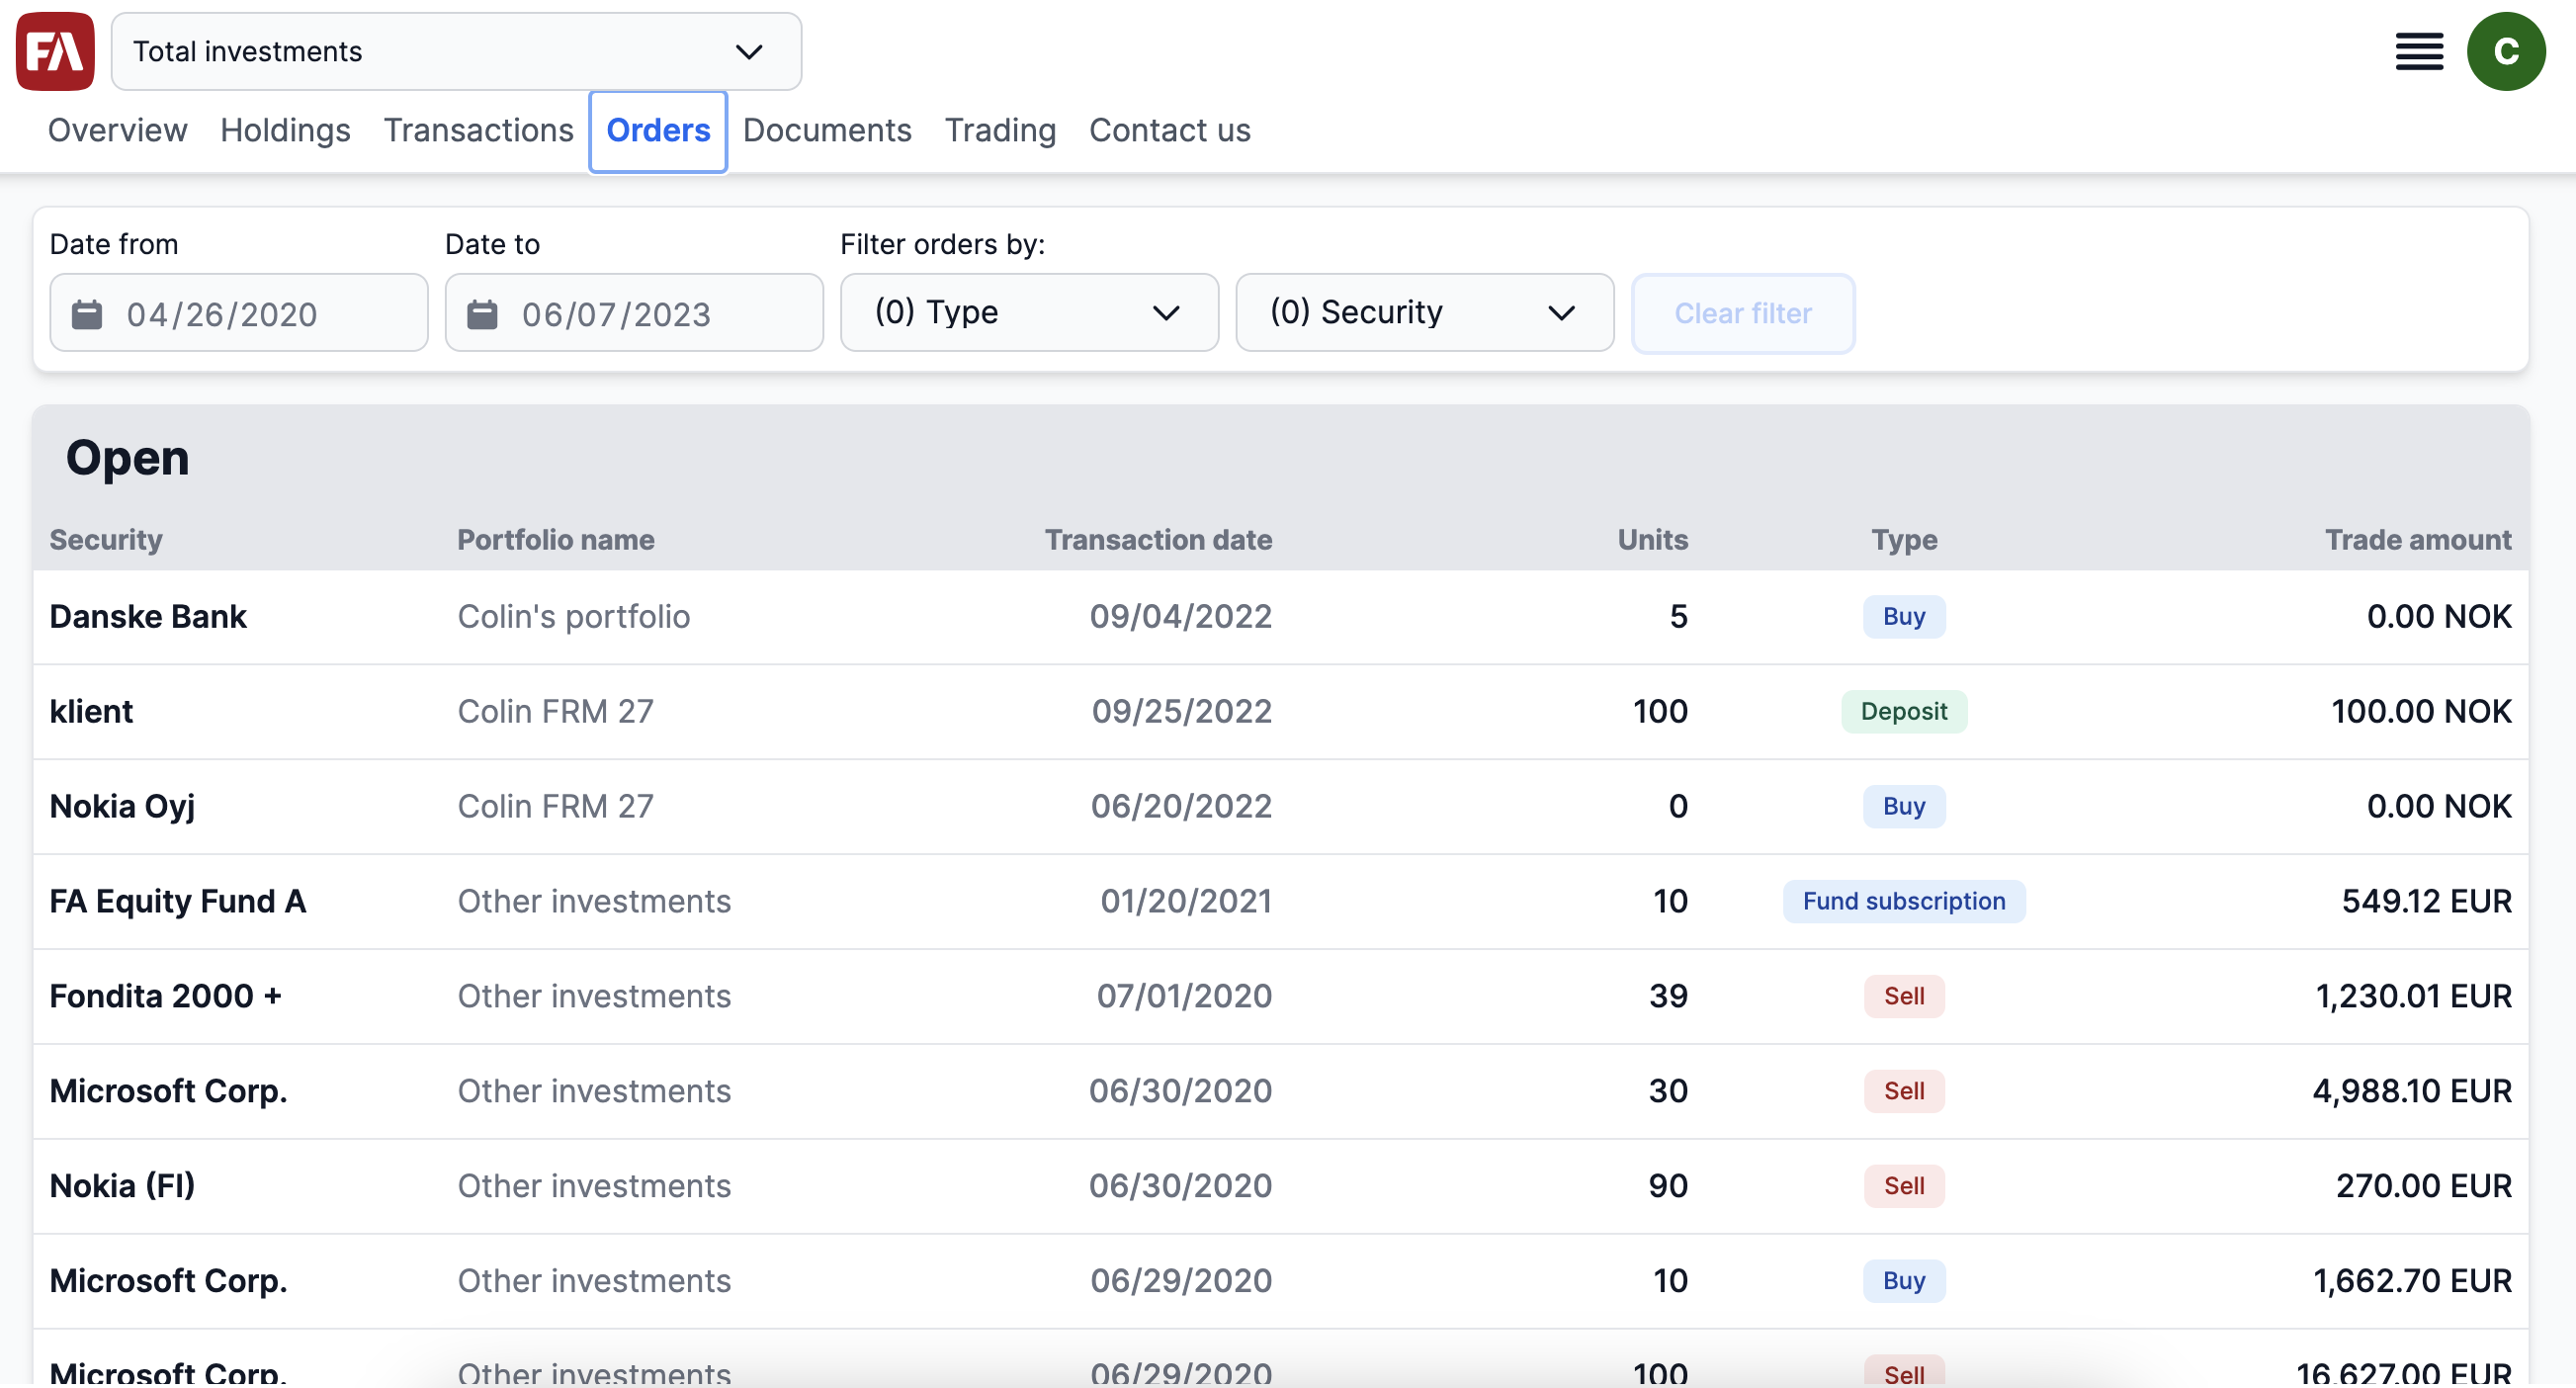 FA Total investments C
Overview Holdings Transactions Orders Documents Trading Contact us
Date from Date to Filter orders by:
04/26/2020 06/07/2023 (0) Type (0) Security Clear filter
Open
Security Portfolio name Transaction date Units Type Trade amount
Danske Bank Colin's portfolio 09/04/2022 5 Buy 0.00 NOK
klient Colin FRM 27 09/25/2022 100 Deposit 100.00 NOK
Nokia Oyj Colin FRM 27 06/20/2022 0 Buy 0.00 NOK
FA Equity Fund A Other investments 01/20/2021 10 Fund subscription 549.12 EUR
Fondita 2000 + Other investments 07/01/2020 39 Sell 1,230.01 EUR
Microsoft Corp. Other investments 06/30/2020 30 Sell 4,988.10 EUR
Nokia (FI) Other investments 06/30/2020 90 Sell 270.00 EUR
Microsoft Corp. Other investments 06/29/2020 10 Buy 1,662.70 EUR
Microsoft Corp. Other investments 06/29/2020 100 Sell 16,627.00 EUR